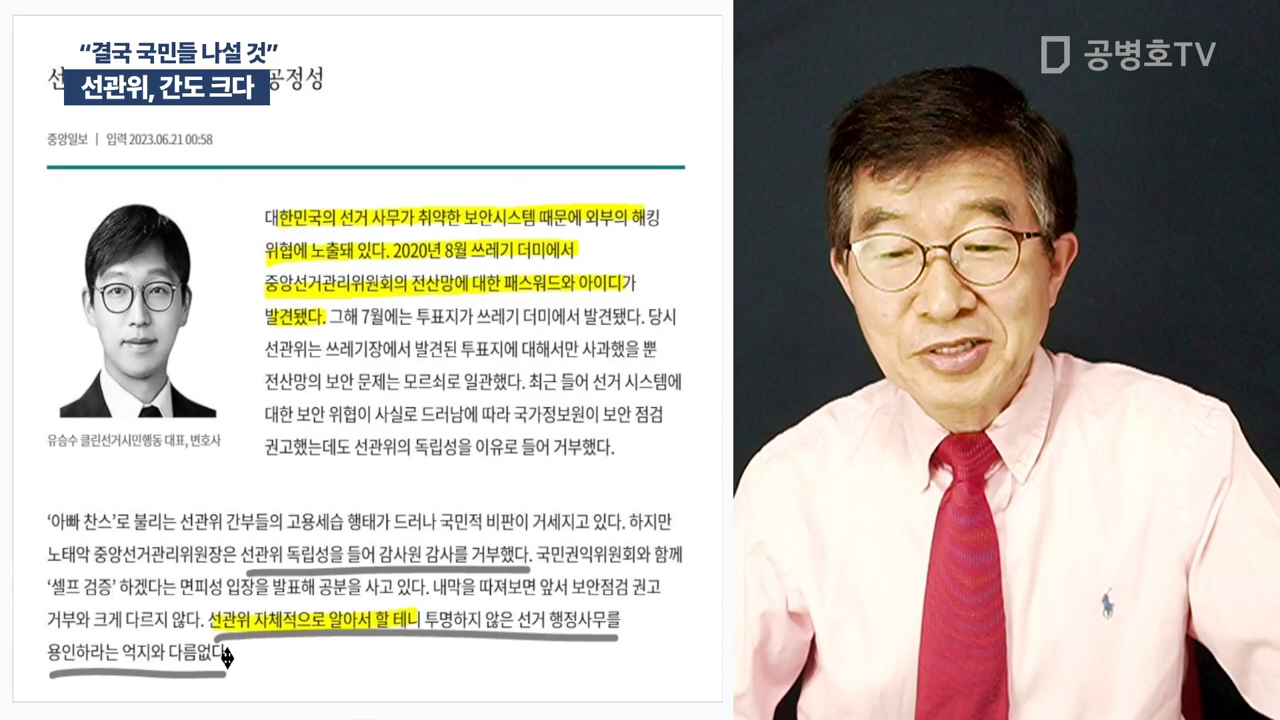 “결국 국민들 나설 것”
선관위, 간도 크다
공정성
공병호TV
중앙일보 | 입력 2023.06.21 00:58
대한민국의 선거 사무가 취약한 보안시스템 때문에 외부의 해킹
위협에 노출돼 있다. 2020년 8월 쓰레기 더미에서
중앙선거관리위원회의 전산망에 대한 패스워드와 아이디가
발견됐다. 그해 7월에는 투표지가 쓰레기 더미에서 발견됐다. 당시
선관위는 쓰레기장에서 발견된 투표지에 대해서만 사과했을 뿐
전산망의 보안 문제는 모르쇠로 일관했다. 최근 들어 선거 시스템에
대한 보안 위협이 사실로 드러남에 따라 국가정보원이 보안 점검
권고했는데도 선관위의 독립성을 이유로 들어 거부했다.
유승수 클린선거시민행동 대표, 변호사
‘아빠 찬스’로 불리는 선관위 간부들의 고용세습 행태가 드러나 국민적 비판이 거세지고 있다. 하지만
노태악 중앙선거관리위원장은 선관위 독립성을 들어 감사원 감사를 거부했다. 국민권익위원회와 함께
‘셀프 검증’ 하겠다는 면피성 입장을 발표해 공분을 사고 있다. 내막을 따져보면 앞서 보안점검 권고
거부와 크게 다르지 않다. 선관위 자체적으로 알아서 할 테니 투명하지 않은 선거 행정사무를
용인하라는 억지와 다름없다